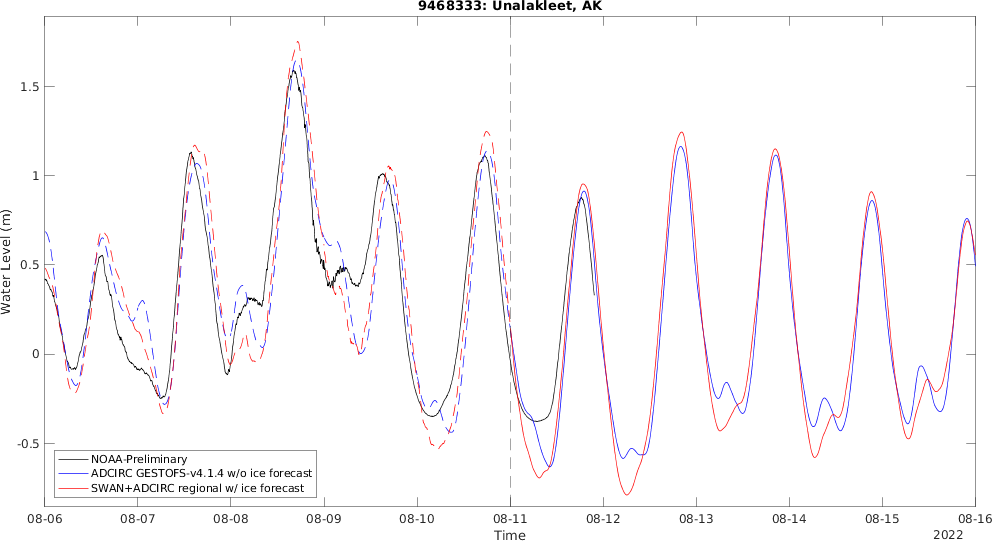 9468333: Unalakleet, AK
Water Level (m)
1.5
1
0.5
0
-0.5
NOAA-Preliminary
ADCIRC GESTOFS-v4.1.4 w/o ice forecast
SWAN+ADCIRC regional w/ ice forecast
08-06 08-07 08-08 08-09 08-10 08-11 08-12 08-13 08-14 08-15 08-16
Time
2022